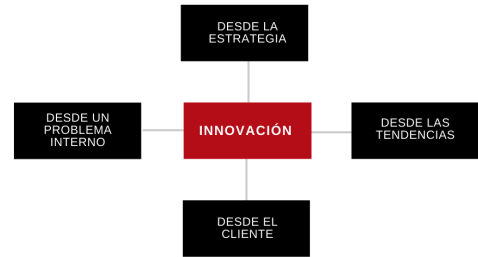 DESDE LA
ESTRATEGIA
DESDE UN
PROBLEMA
INTERNO
INNOVACIÓN
DESDE LAS
TENDENCIAS
DESDE EL
CLIENTE